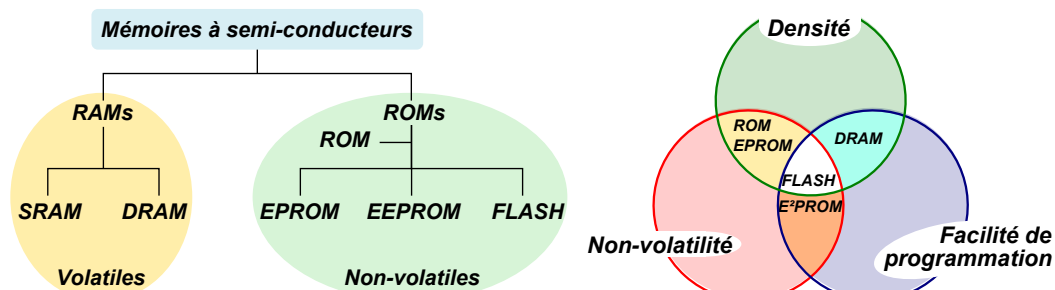 Mémoires à semi-conducteurs
RAMs
ROMs
ROM
SRAM
DRAM
EPROM
EEPROM
FLASH
Volatiles
Non-volatiles
Densité
ROM
EPROM
DRAM
FLASH
E²PROM
Non-volatilité
Facilité de
programmation